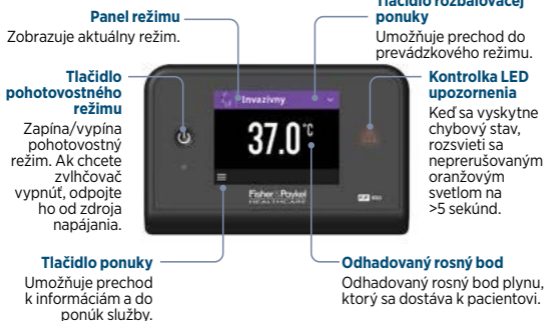 Panel režimu
Zobrazuje aktuálny režim.
Tlačidlo rozbaľovacej
ponuky
Umožňuje prechod do
prevádzkového režimu.
Tlačidlo
pohotovostného
režimu
Zapína/vypína
pohotovostný
režim. Ak chcete
zvlhčovač
vypnúť, odpojte
ho od zdroja
napájania.
Kontrolka LED
upozornenia
Keď sa vyskytne
chybový stav,
rozsvieti sa
neprerušovaným
oranžovým
svetlom na
>5 sekúnd.
Invazívny
37.0°C
Fisher & Paykel
HEALTHCARE
Tlačidlo ponuky
Umožňuje prechod
k informáciám a do
ponúk služby.
Odhadovaný rosný bod
Odhadovaný rosný bod plynu,
ktorý sa dostáva k pacientovi.